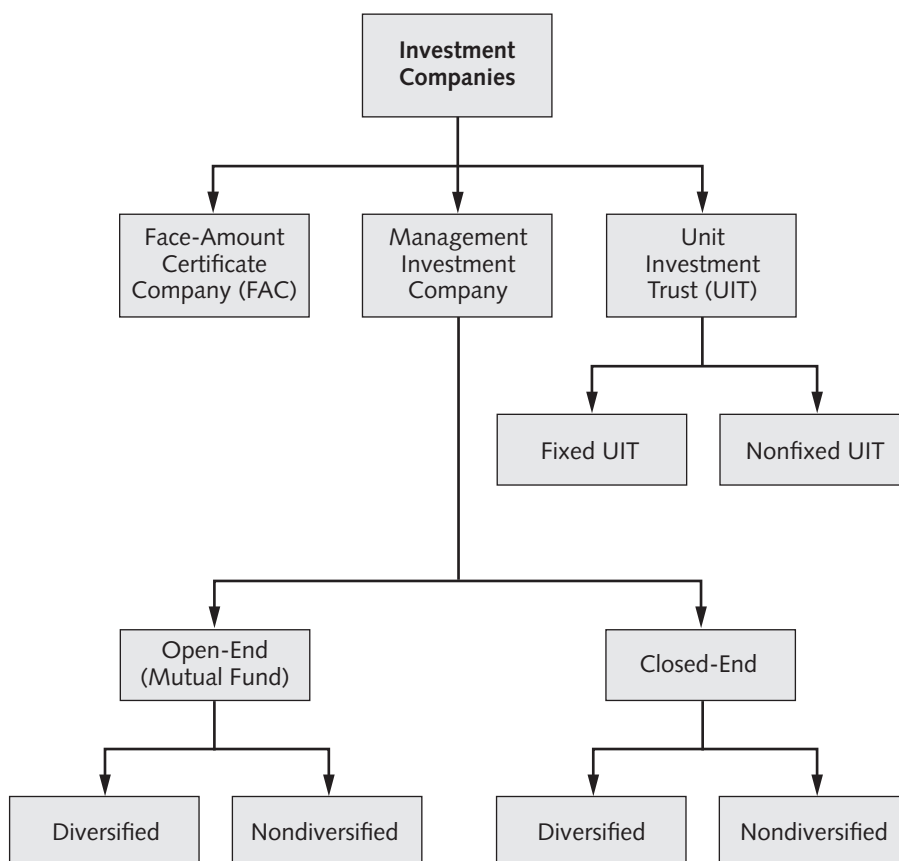 Investment
Companies
Face-Amount
Certificate
Company (FAC)
Management
Investment
Company
Unit
Investment
Trust (UIT)
Fixed UIT
Nonfixed UIT
Open-End
(Mutual Fund)
Closed-End
Diversified
Nondiversified
Diversified
Nondiversified